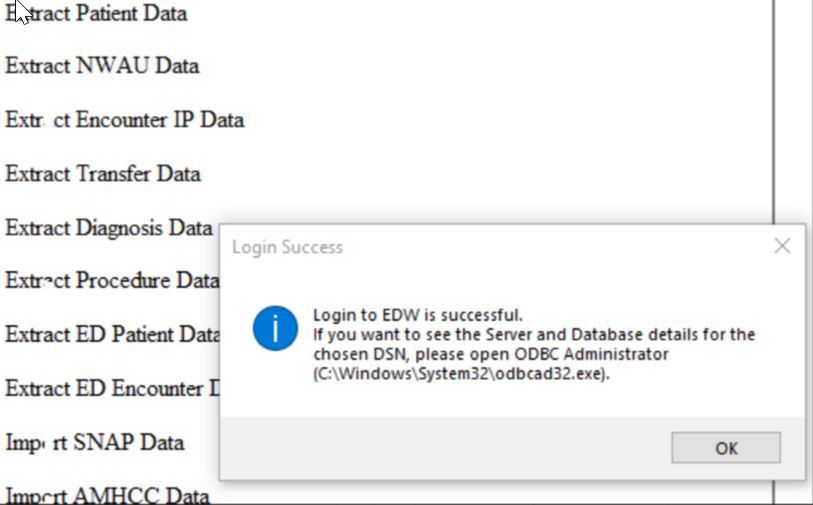 Extract Patient Data
Extract NWAU Data
Extract Encounter IP Data
Extract Transfer Data
Extract Diagnosis Data
Extract Procedure Data
Extract ED Patient Data
Extract ED Encounter D
Import SNAP Data
Import AMHCC Data
Login Success
Login to EDW is successful.
If you want to see the Server and Database details for the
chosen DSN, please open ODBC Administrator
(C:\Windows\System32\odbcad32.exe).
OK